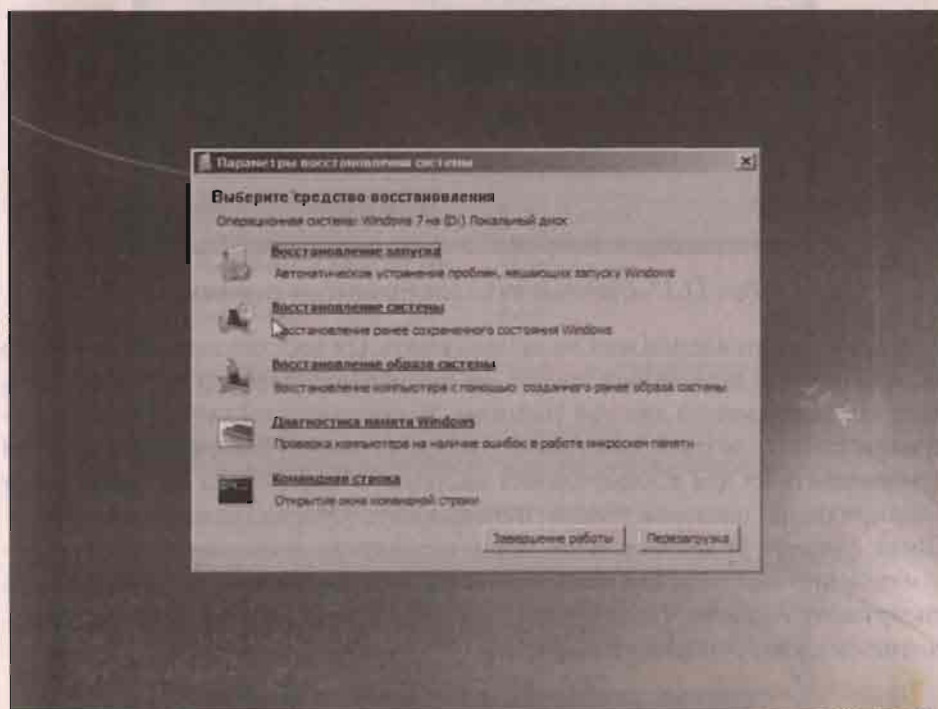 Параметры восстановления системы
Выберите средство восстановления
Операционная система: Windows 7 на (D:) Локальный диск
Восстановление запуска
Автоматическое устранение проблем, мешающих запуску Windows
Восстановление системы
Восстановление ранее сохраненного состояния Windows
Восстановление образа системы
Восстановление компьютера с помощью созданного ранее образа системы
Диагностика памяти Windows
Проверка компьютера на наличие ошибок в работе микросхем памяти
Командная строка
Открытие окна командной строки
Завершение работы
Перезагрузка